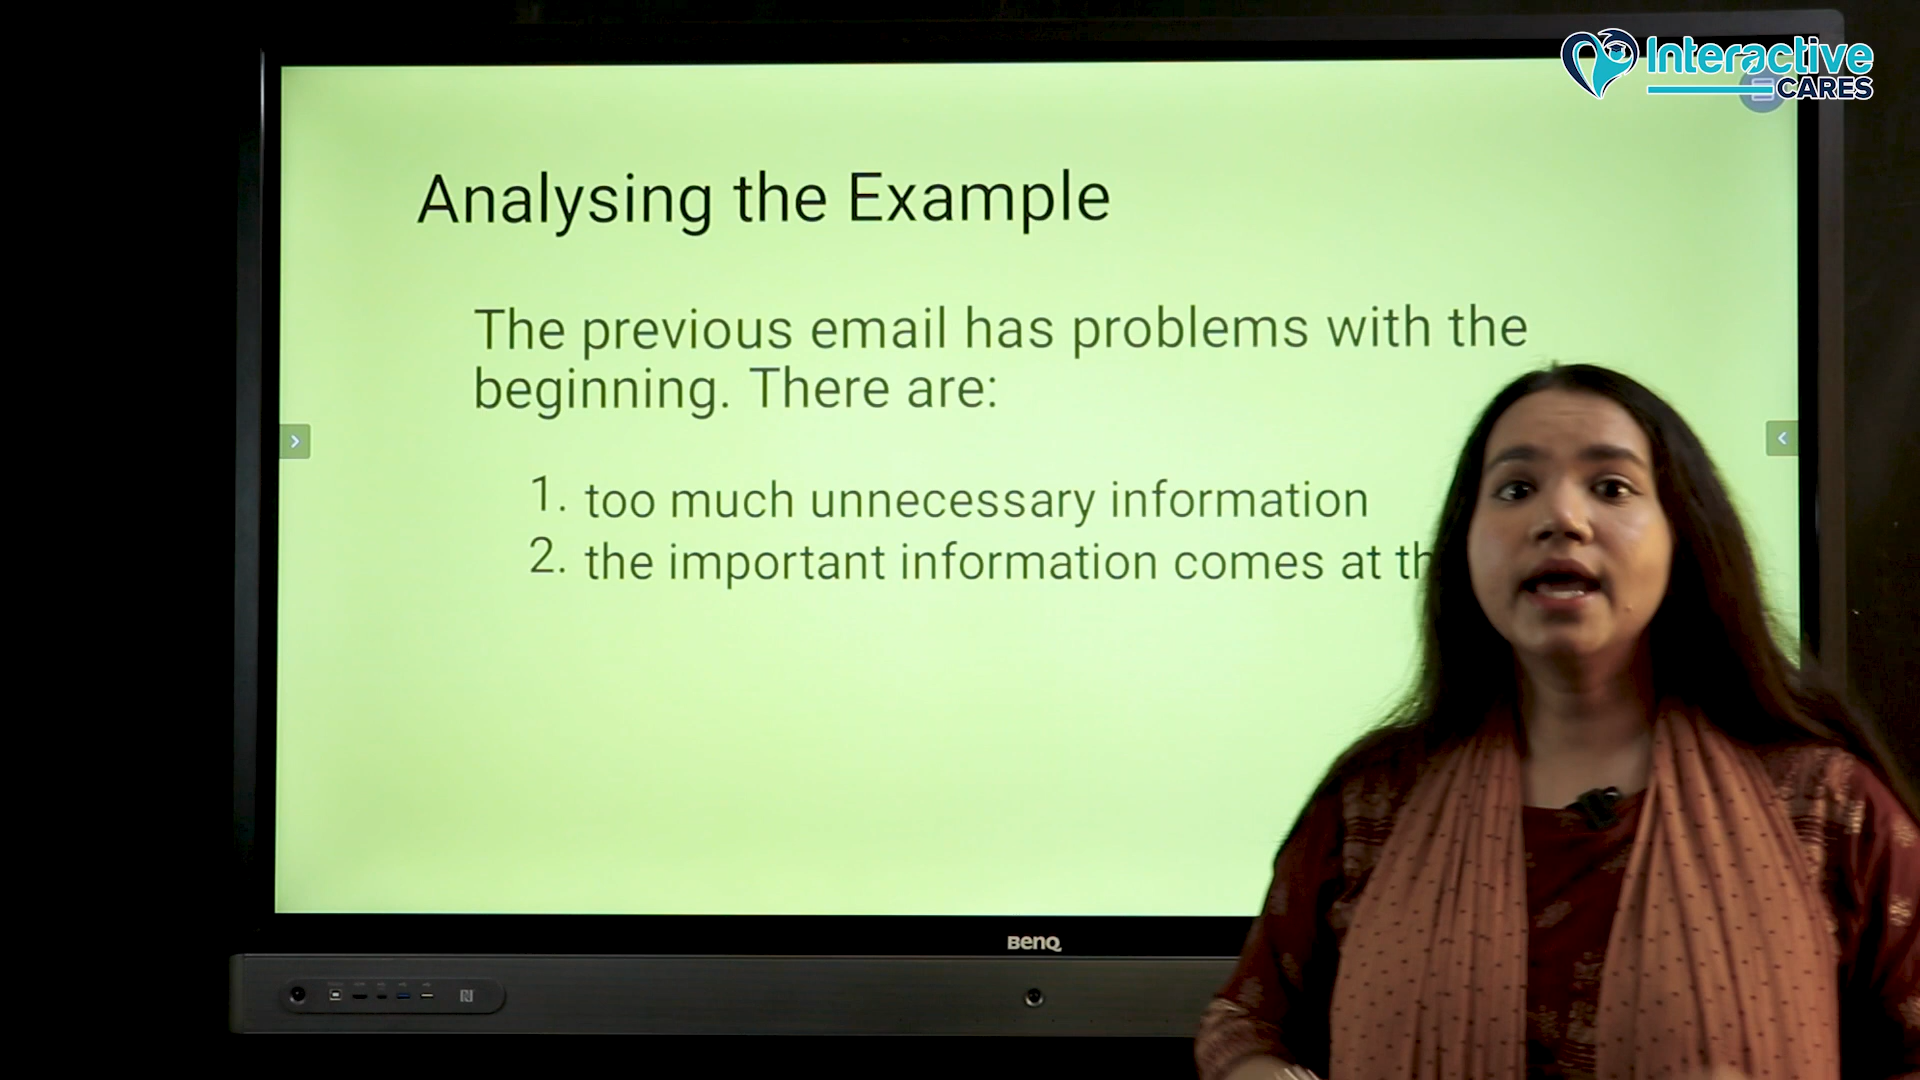 Interactive
CARES
Analysing the Example
The previous email has problems with the
beginning. There are:
1. too much unnecessary information
2. the important information comes at
BenQ